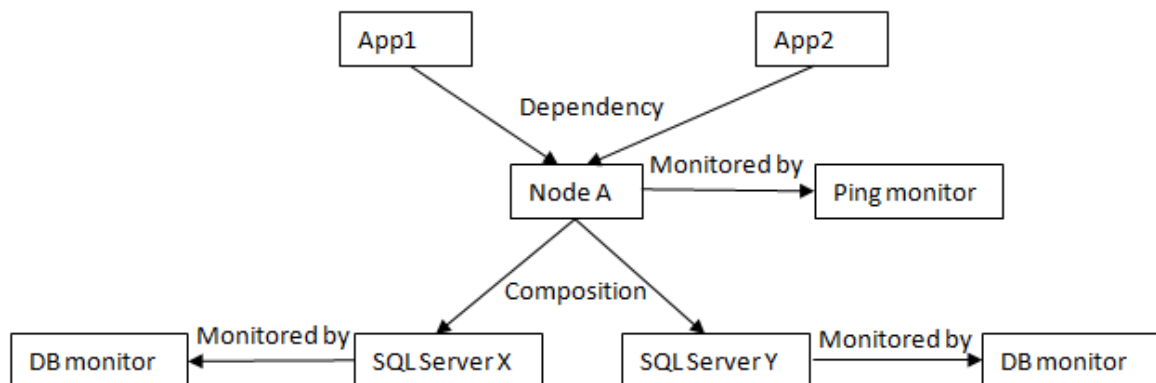 App1
App2
Dependency
Monitored by
Node A
Ping monitor
Composition
Monitored by
Monitored by
DB monitor
SQL Server X
SQL Server Y
DB monitor